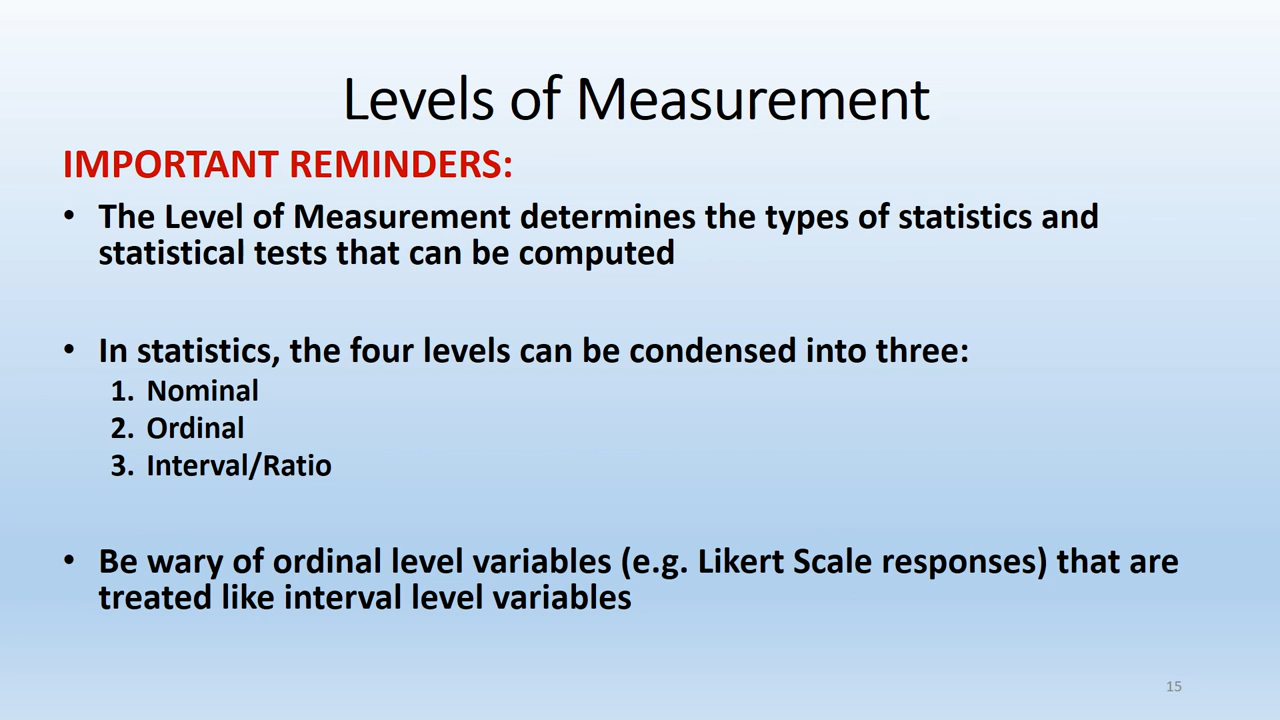 Levels of Measurement
IMPORTANT REMINDERS:
• The Level of Measurement determines the types of statistics and
statistical tests that can be computed
• In statistics, the four levels can be condensed into three:
1. Nominal
2. Ordinal
3. Interval/Ratio
• Be wary of ordinal level variables (e.g. Likert Scale responses) that are
treated like interval level variables
15